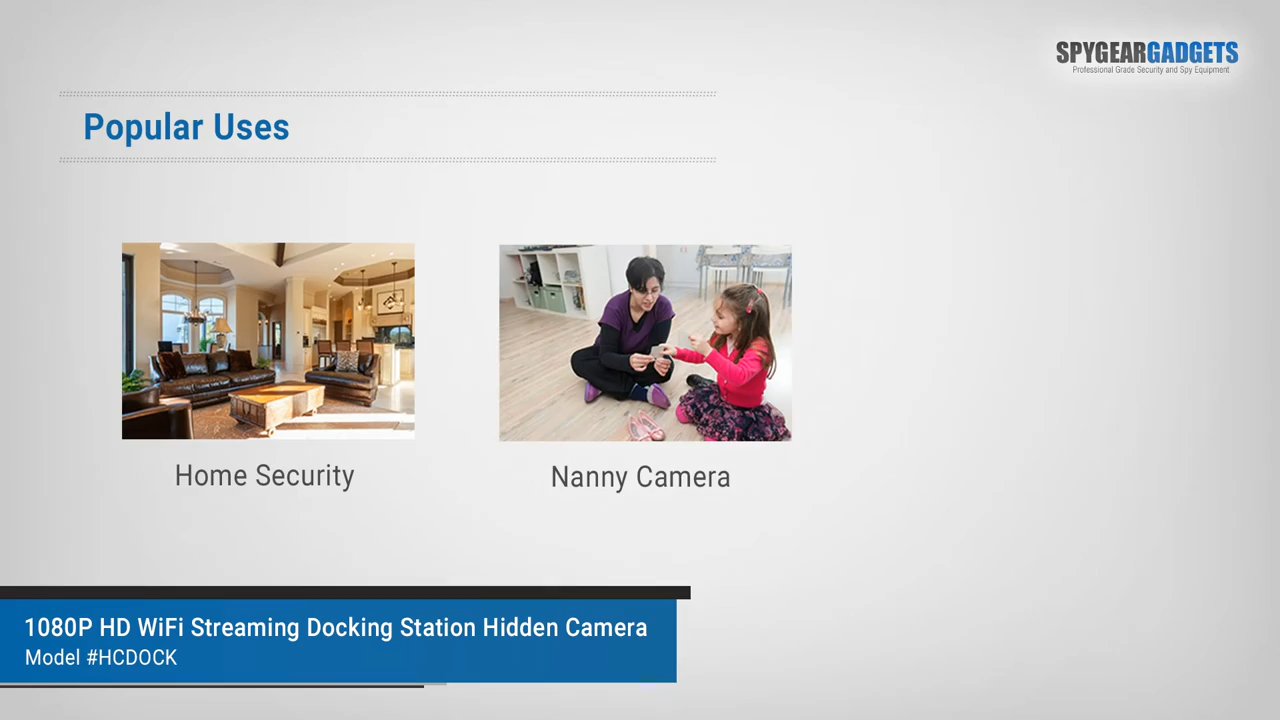 SPYGEARGADGETS
Professional Grade Security and Spy Equipment
Popular Uses
Home Security
Nanny Camera
1080P HD WiFi Streaming Docking Station Hidden Camera
Model #HCDOCK